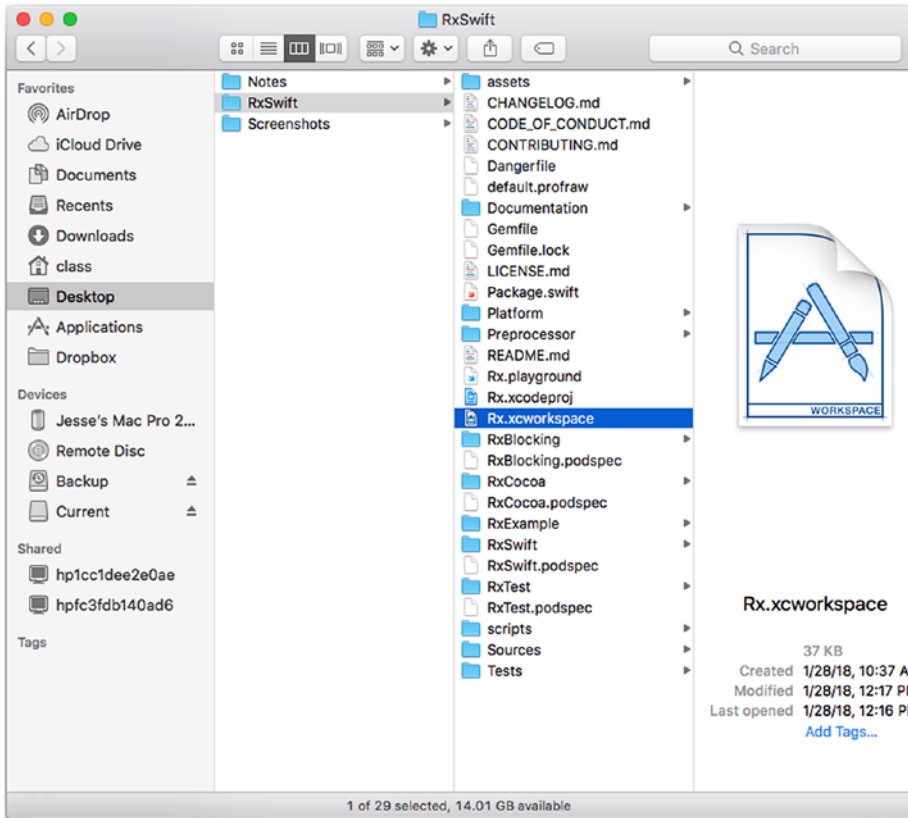 RxSwift
Search
Favorites
AirDrop
iCloud Drive
Documents
Recents
Downloads
class
Desktop
Applications
Dropbox
Devices
Jesse's Mac Pro 2...
Remote Disc
Backup
Current
Shared
hp1cc1dee2e0ae
hpfc3fdb140ad6
Tags
Notes
RxSwift
Screenshots
assets
CHANGELOG.md
CODE_OF_CONDUCT.md
CONTRIBUTING.md
Dangerfile
default.profraw
Documentation
Gemfile
Gemfile.lock
LICENSE.md
Package.swift
Platform
Preprocessor
README.md
Rx.playground
Rx.xcodeproj
Rx.xcworkspace
RxBlocking
RxBlocking.podspec
RxCocoa
RxCocoa.podspec
RxExample
RxSwift
RxSwift.podspec
RxTest
RxTest.podspec
scripts
Sources
Tests
WORKSPACE
Rx.xcworkspace
37 KB
Created 1/28/18, 10:37 A
Modified 1/28/18, 12:17 P
Last opened 1/28/18, 12:16 P
Add Tags...
1 of 29 selected, 14.01 GB available